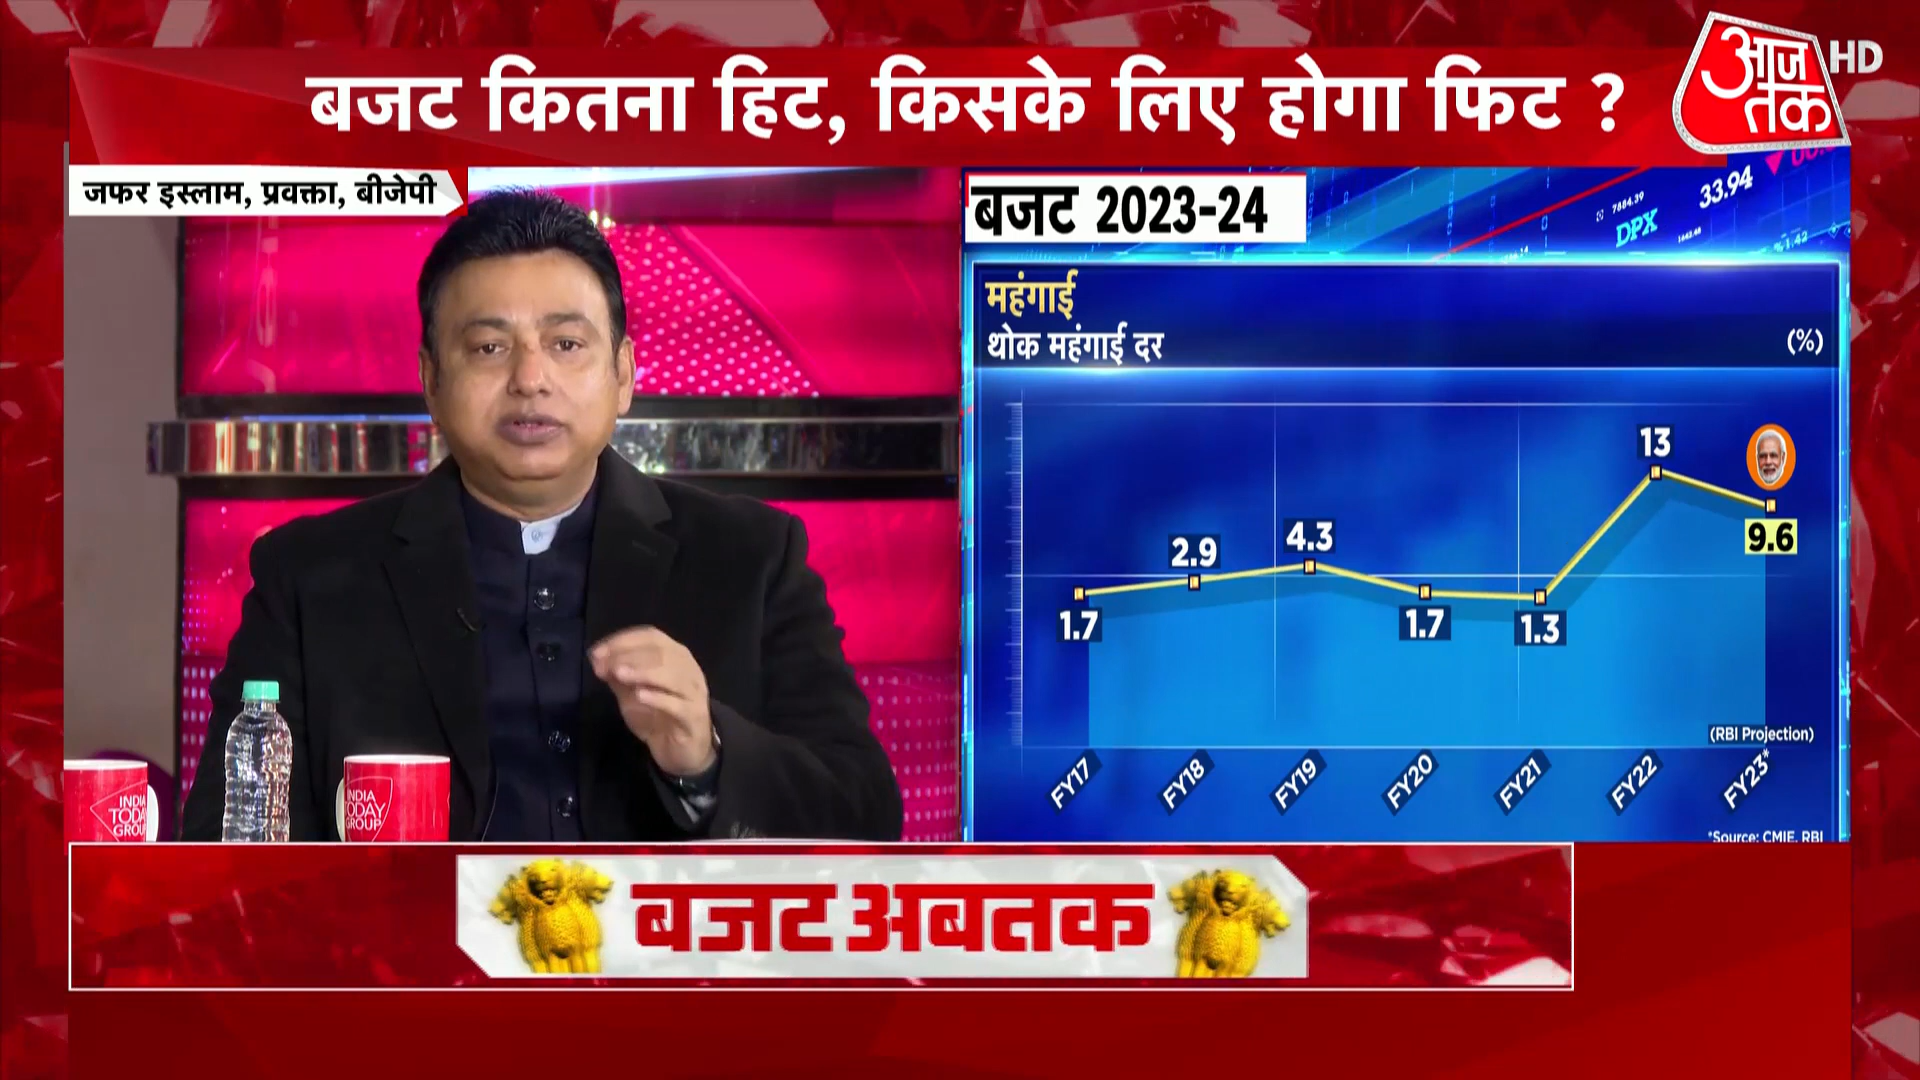 बजट कितना हिट, किसके लिए होगा फिट ?
आज
तक
HD
जफर इस्लाम, प्रवक्ता, बीजेपी
बजट 2023-24
33.94
7884.39
DPX
महंगाई
थोक महंगाई दर
(%)
1.7
2.9
4.3
1.7
1.3
13
9.6
(RBI Projection)
FY17
FY18
FY19
FY20
FY21
FY22
FY23*
*Source: CMIE, RBI
INDIA
TODAY
GROUP
INDIA
TODAY
GROUP
बजट अबतक